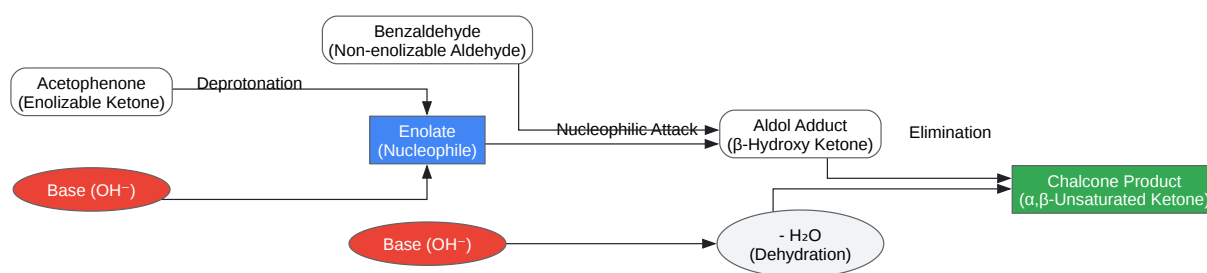 Benzaldehyde
(Non-enolizable Aldehyde)
Acetophenone
(Enolizable Ketone)
Deprotonation
Enolate
(Nucleophile)
Nucleophilic Attack
Aldol Adduct
(β-Hydroxy Ketone)
Elimination
Base (OH⁻)
Chalcone Product
(α,β-Unsaturated Ketone)
Base (OH⁻)
- H₂O
(Dehydration)